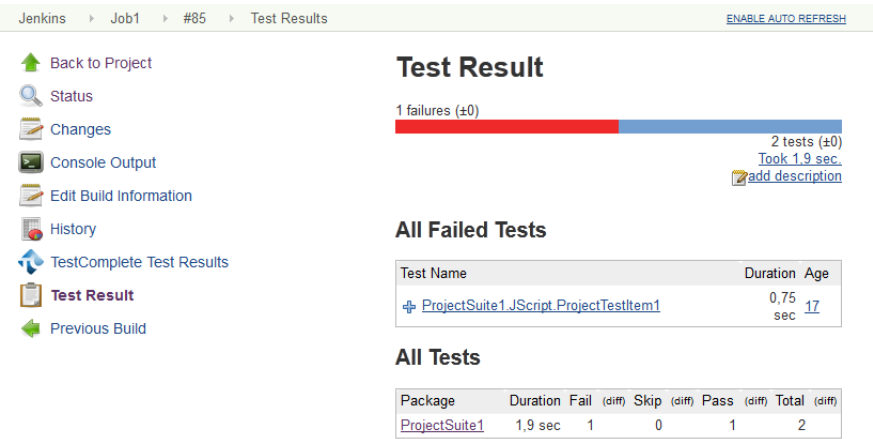 Jenkins Job1 #85 Test Results ENABLE AUTO REFRESH
Back to Project
Status
Changes
Console Output
Edit Build Information
History
TestComplete Test Results
Test Result
Previous Build
Test Result
1 failures (±0)
2 tests (±0)
Took 1,9 sec.
add description
All Failed Tests
Test Name Duration Age
ProjectSuite1.JScript.ProjectTestItem1 0,75 sec 17
All Tests
Package Duration Fail (diff) Skip (diff) Pass (diff) Total (diff)
ProjectSuite1 1,9 sec 1 0 1 2